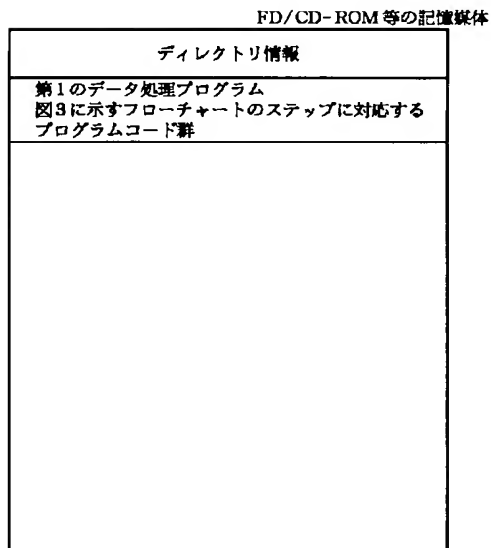 FD/CD-ROM等の記憶媒体
ディレクトリ情報
第1のデータ処理プログラム
図3に示すフローチャートのステップに対応する
プログラムコード群